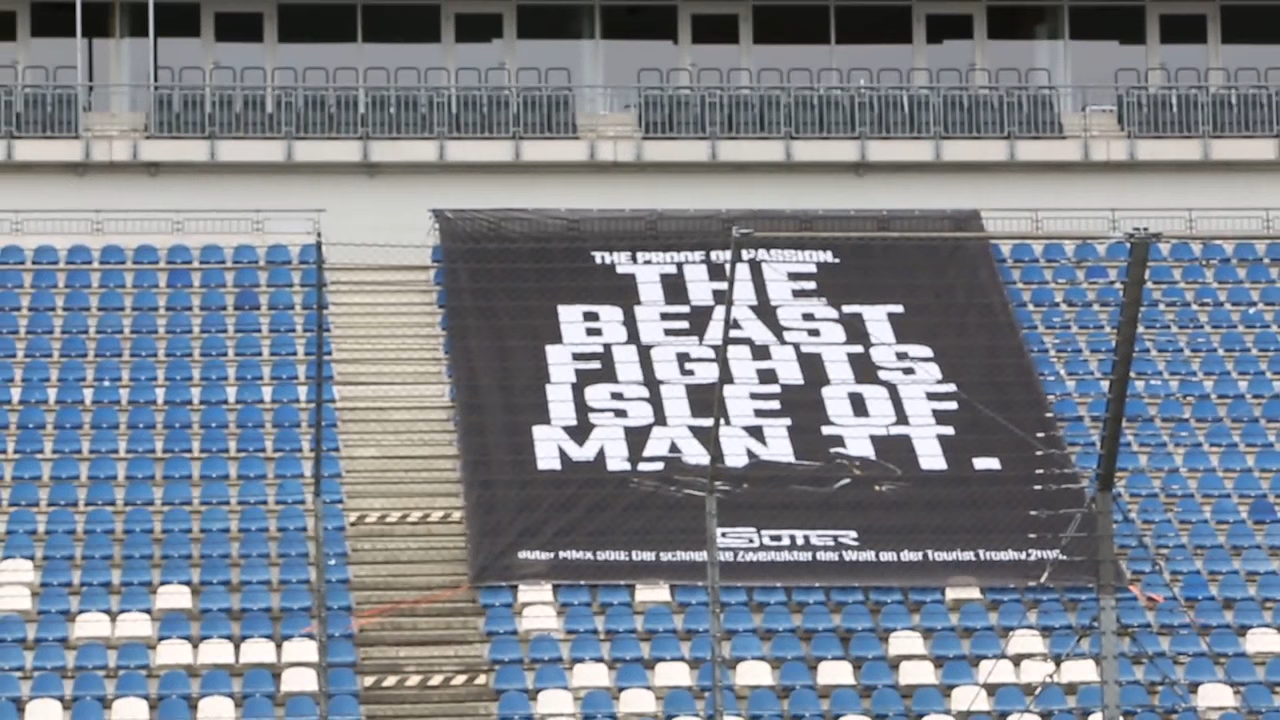 THE PROOF OF PASSION.
THE
BEAST
FIGHTS
ISLE OF
MAN TT.
SUTER
Suter MMX 500: Der schnellste Zweitakter der Welt an der Tourist Trophy 2016.